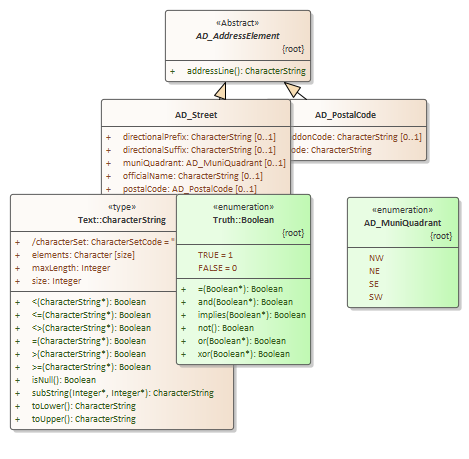 «Abstract»
AD_AddressElement
{root}
+ addressLine(): CharacterString
AD_Street
+ directionalPrefix: CharacterString [0..1]
+ directionalSuffix: CharacterString [0..1]
+ muniQuadrant: AD_MuniQuadrant [0..1]
+ officialName: CharacterString [0..1]
+ postalCode: AD_PostalCode [0..1]
AD_PostalCode
CharacterString [0..1]
CharacterString
«type»
Text::CharacterString
+ /characterSet: CharacterSetCode = "
+ elements: Character [size]
+ maxLength: Integer
+ size: Integer
+ <(CharacterString*): Boolean
+ <=(CharacterString*): Boolean
+ <>(CharacterString*): Boolean
+ =(CharacterString*): Boolean
+ >(CharacterString*): Boolean
+ >=(CharacterString*): Boolean
+ isNull(): Boolean
+ subString(Integer*, Integer*): CharacterString
+ toLower(): CharacterString
+ toUpper(): CharacterString
«enumeration»
Truth::Boolean
{root}
TRUE = 1
FALSE = 0
+ =(Boolean*): Boolean
+ and(Boolean*): Boolean
+ implies(Boolean*): Boolean
+ not(): Boolean
+ or(Boolean*): Boolean
+ xor(Boolean*): Boolean
«enumeration»
AD_MuniQuadrant
{root}
NW
NE
SE
SW